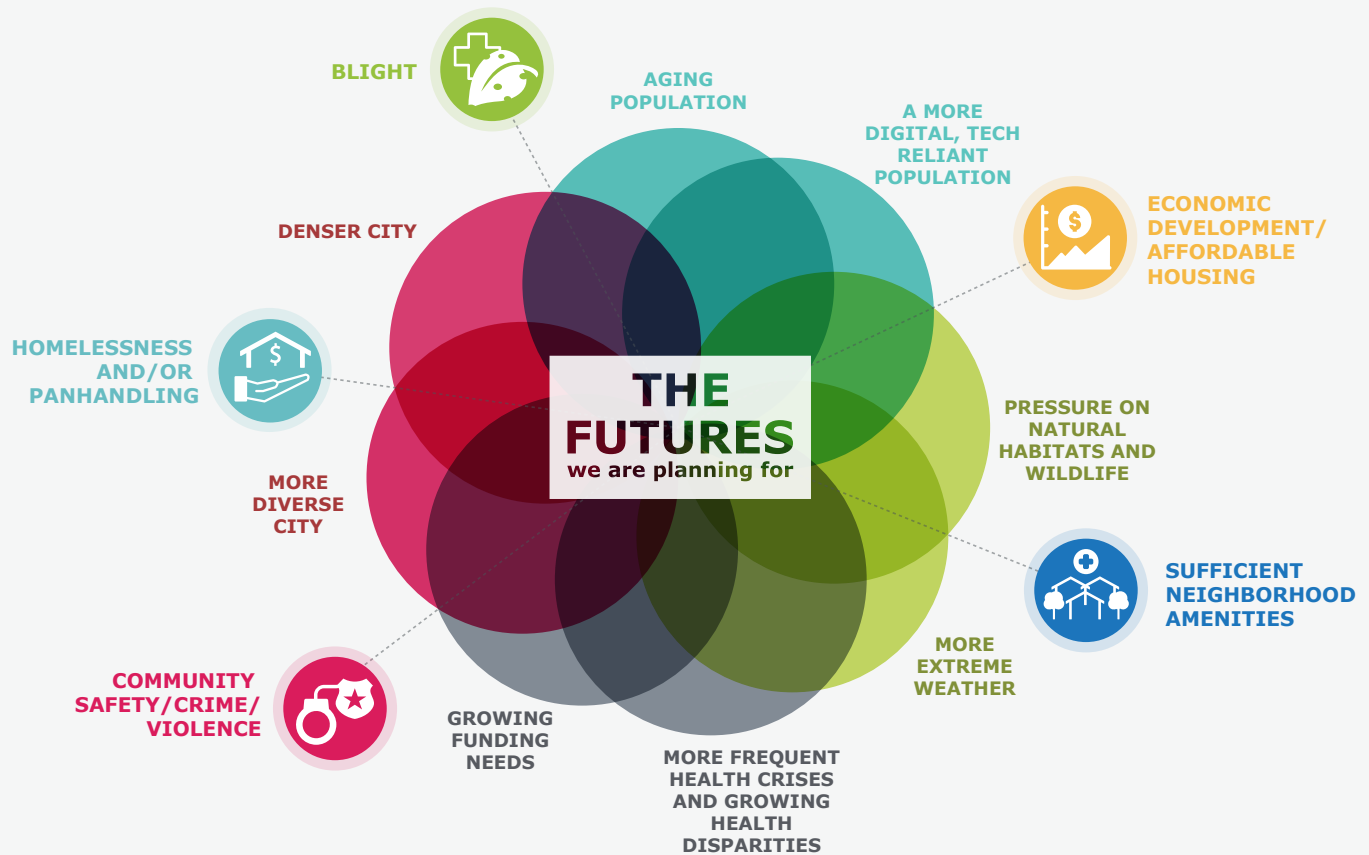 BLIGHT
AGING
POPULATION
A MORE
DIGITAL, TECH
RELIANT
POPULATION
ECONOMIC
DEVELOPMENT/
AFFORDABLE
HOUSING
DENSER CITY
HOMELESSNESS
AND/OR
PANHANDLING
$
$
THE
FUTURES
we are planning for
PRESSURE ON
NATURAL
HABITATS AND
WILDLIFE
MORE
DIVERSE
CITY
SUFFICIENT
NEIGHBORHOOD
AMENITIES
MORE
EXTREME
WEATHER
COMMUNITY
SAFETY/CRIME/
VIOLENCE
GROWING
FUNDING
NEEDS
MORE FREQUENT
HEALTH CRISES
AND GROWING
HEALTH
DISPARITIES